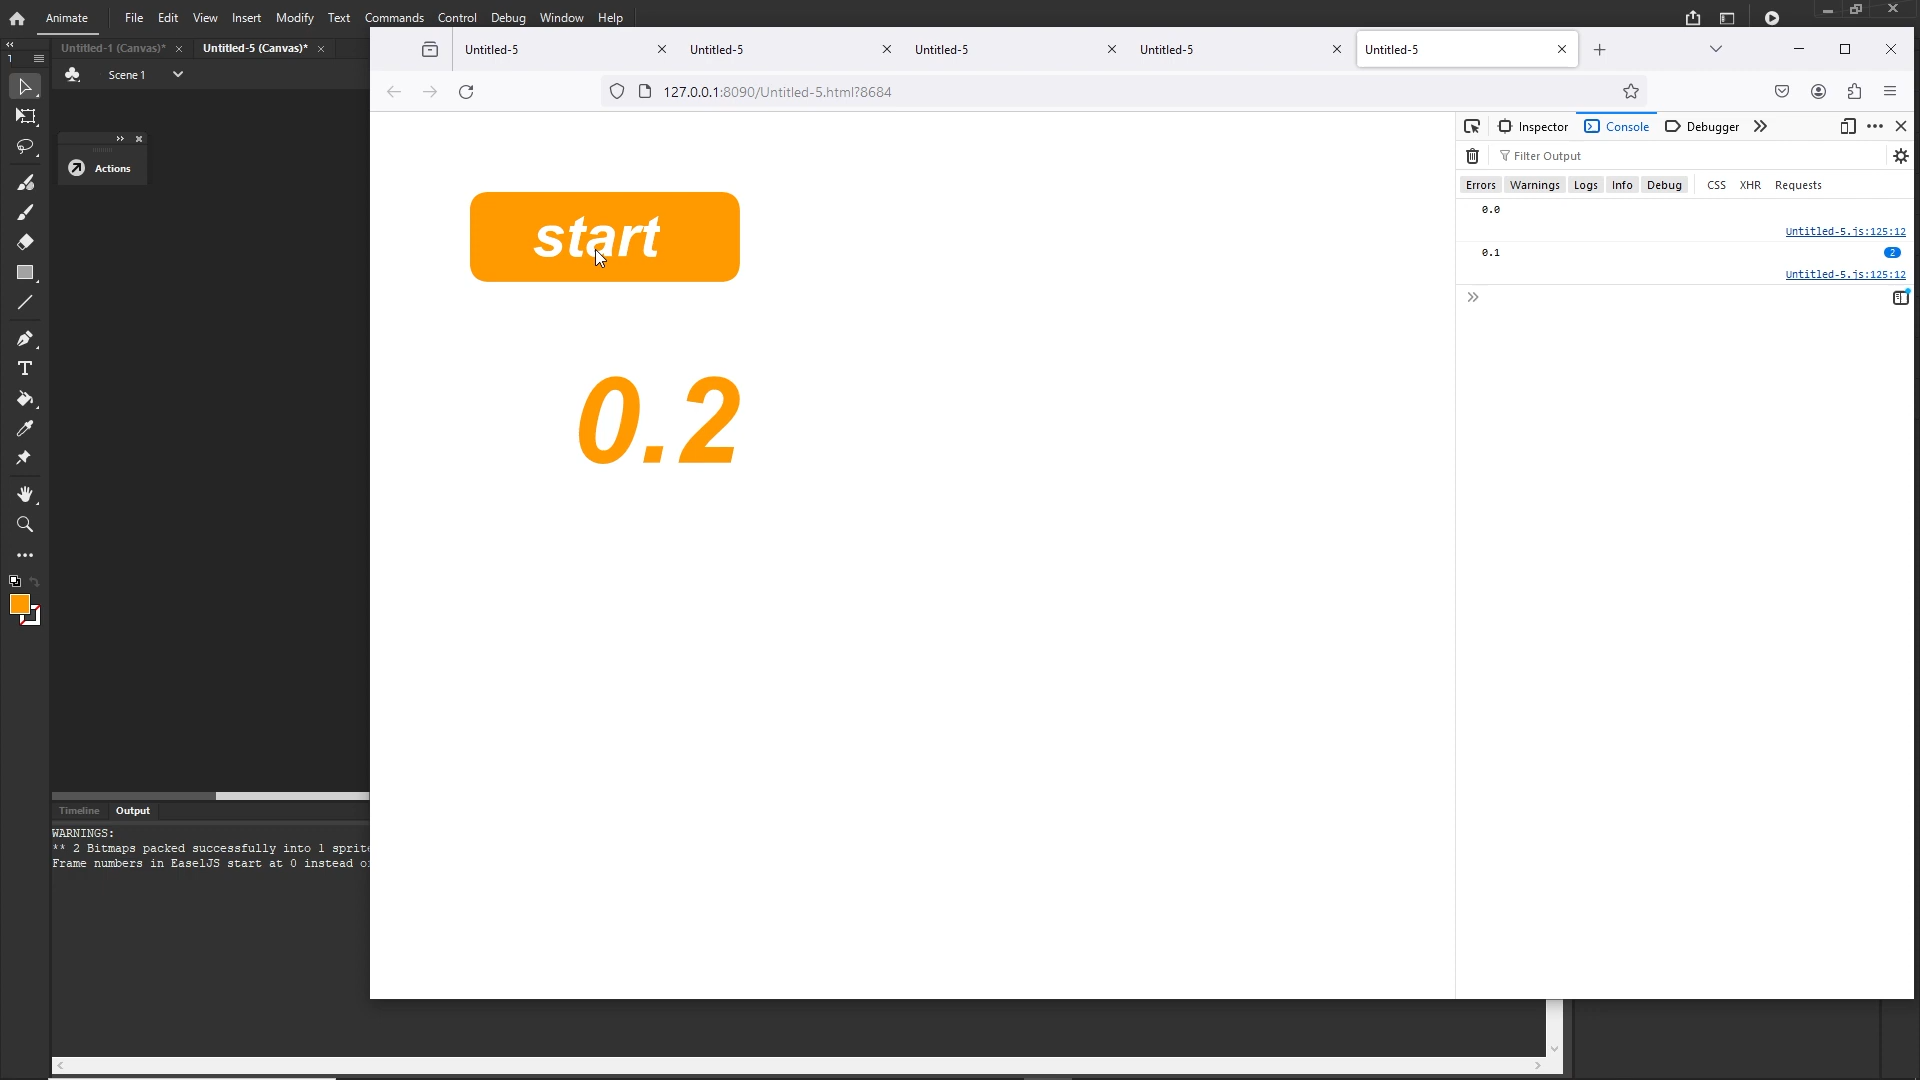 Animate File Edit View Insert Modify Text Commands Control Debug Window Help
Untitled-1 (Canvas)* Untitled-5 (Canvas)*
Untitled-5 Untitled-5 Untitled-5 Untitled-5 Untitled-5
Scene 1
127.0.0.1:8090/Untitled-5.html?8684
Inspector Console Debugger
Filter Output
Actions
Errors Warnings Logs Info Debug CSS XHR Requests
0.0
Untitled-5.js:125:12
0.1 2
Untitled-5.js:125:12
start
0.2
Timeline Output
WARNINGS:
** 2 Bitmaps packed successfully into 1 sprite
Frame numbers in EaselJS start at 0 instead